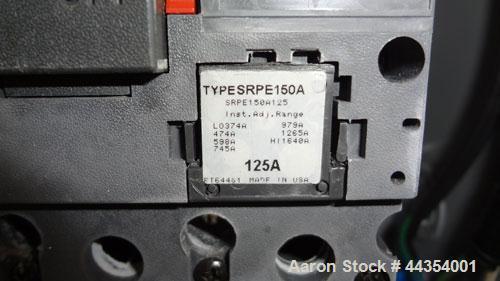 TYPESRPE150A
SRPE150A125
Inst.Adj.Range
LO374A 979A
474A 1265A
598A HI1640A
745A
125A
FT64461 MADE IN USA
Aaron Stock # 44354001